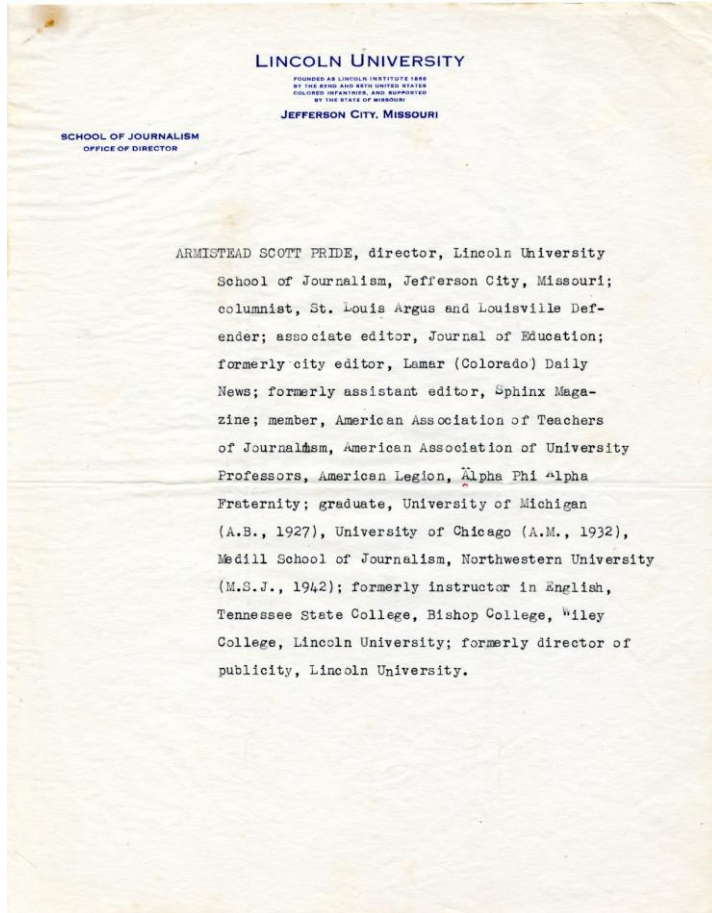 LINCOLN UNIVERSITY
FOUNDED AS LINCOLN INSTITUTE 1866
BY THE 62ND AND 65TH UNITED STATES
COLORED INFANTRIES, AND SUPPORTED
BY THE STATE OF MISSOURI
JEFFERSON CITY, MISSOURI
SCHOOL OF JOURNALISM
OFFICE OF DIRECTOR
ARMISTEAD SCOTT PRIDE, director, Lincoln University
School of Journalism, Jefferson City, Missouri;
columnist, St. Louis Argus and Louisville Def-
ender; associate editor, Journal of Education;
formerly city editor, Lamar (Colorado) Daily
News; formerly assistant editor, Sphinx Maga-
zine; member, American Association of Teachers
of Journalism, American Association of University
Professors, American Legion, Alpha Phi Alpha
Fraternity; graduate, University of Michigan
(A.B., 1927), University of Chicago (A.M., 1932),
Medill School of Journalism, Northwestern University
(M.S.J., 1942); formerly instructor in English,
Tennessee State College, Bishop College, Wiley
College, Lincoln University; formerly director of
publicity, Lincoln University.